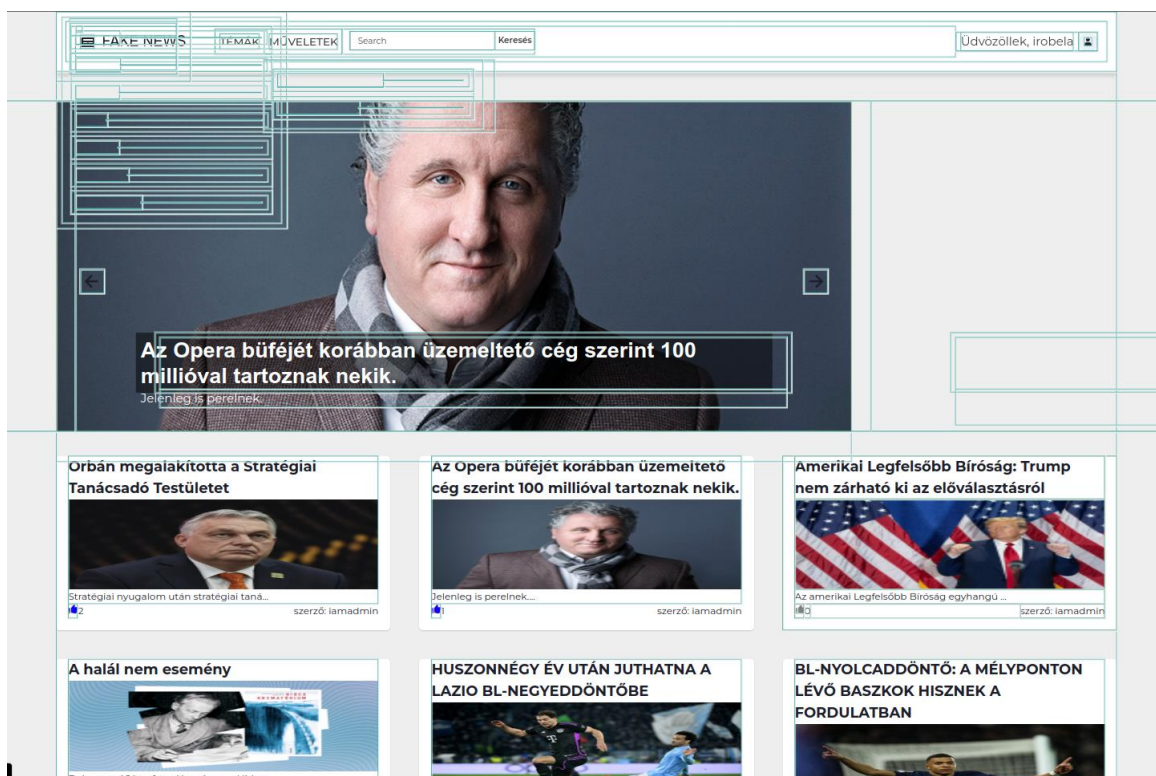 FAKE NEWS
TÉMÁK
MŰVELETEK
Search
Keresés
Üdvözöllek, irobela
Az Opera büféjét korábban üzemeltető cég szerint 100
millióval tartoznak nekik.
Jelenleg is perelnek.
Orbán megalakította a Stratégiai
Tanácsadó Testületet
Stratégiai nyugalom után stratégiai taná...
2
szerző: iamadmin
Az Opera büféjét korábban üzemeltető
cég szerint 100 millióval tartoznak nekik.
Jelenleg is perelnek....
1
szerző: iamadmin
Amerikai Legfelsőbb Bíróság: Trump
nem zárható ki az előválasztásról
Az amerikai Legfelsőbb Bíróság egyhangú ...
0
szerző: iamadmin
A halál nem esemény
HUSZONNÉGY ÉV UTÁN JUTHATNA A
LAZIO BL-NEGYEDDÖNTŐBE
BL-NYOLCADDÖNTŐ: A MÉLYPONTON
LÉVŐ BASZKOK HISZNEK A
FORDULATBAN